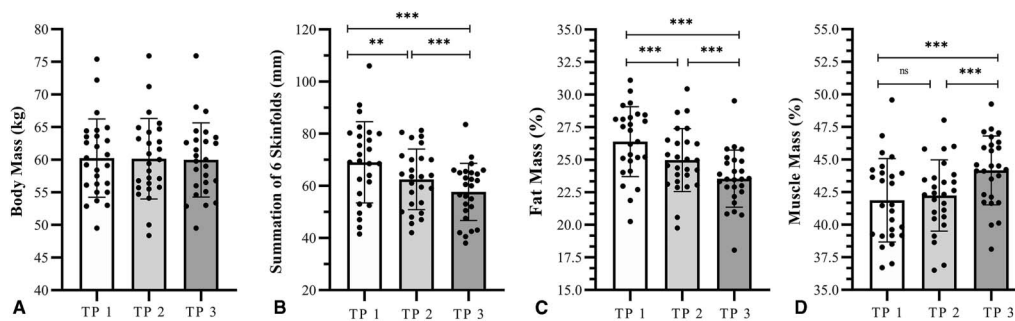 Body Mass (kg)
80
75
70
65
60
55
50
45
40
TP 1
TP 2
TP 3
A
Summation of 6 Skinfolds (mm)
120
100
80
60
40
20
***
**
***
TP 1
TP 2
TP 3
B
Fat Mass (%)
35.0
32.5
30.0
27.5
25.0
22.5
20.0
17.5
15.0
***
***
***
TP 1
TP 2
TP 3
C
Muscle Mass (%)
55.0
52.5
50.0
47.5
45.0
42.5
40.0
37.5
35.0
***
ns
***
TP 1
TP 2
TP 3
D